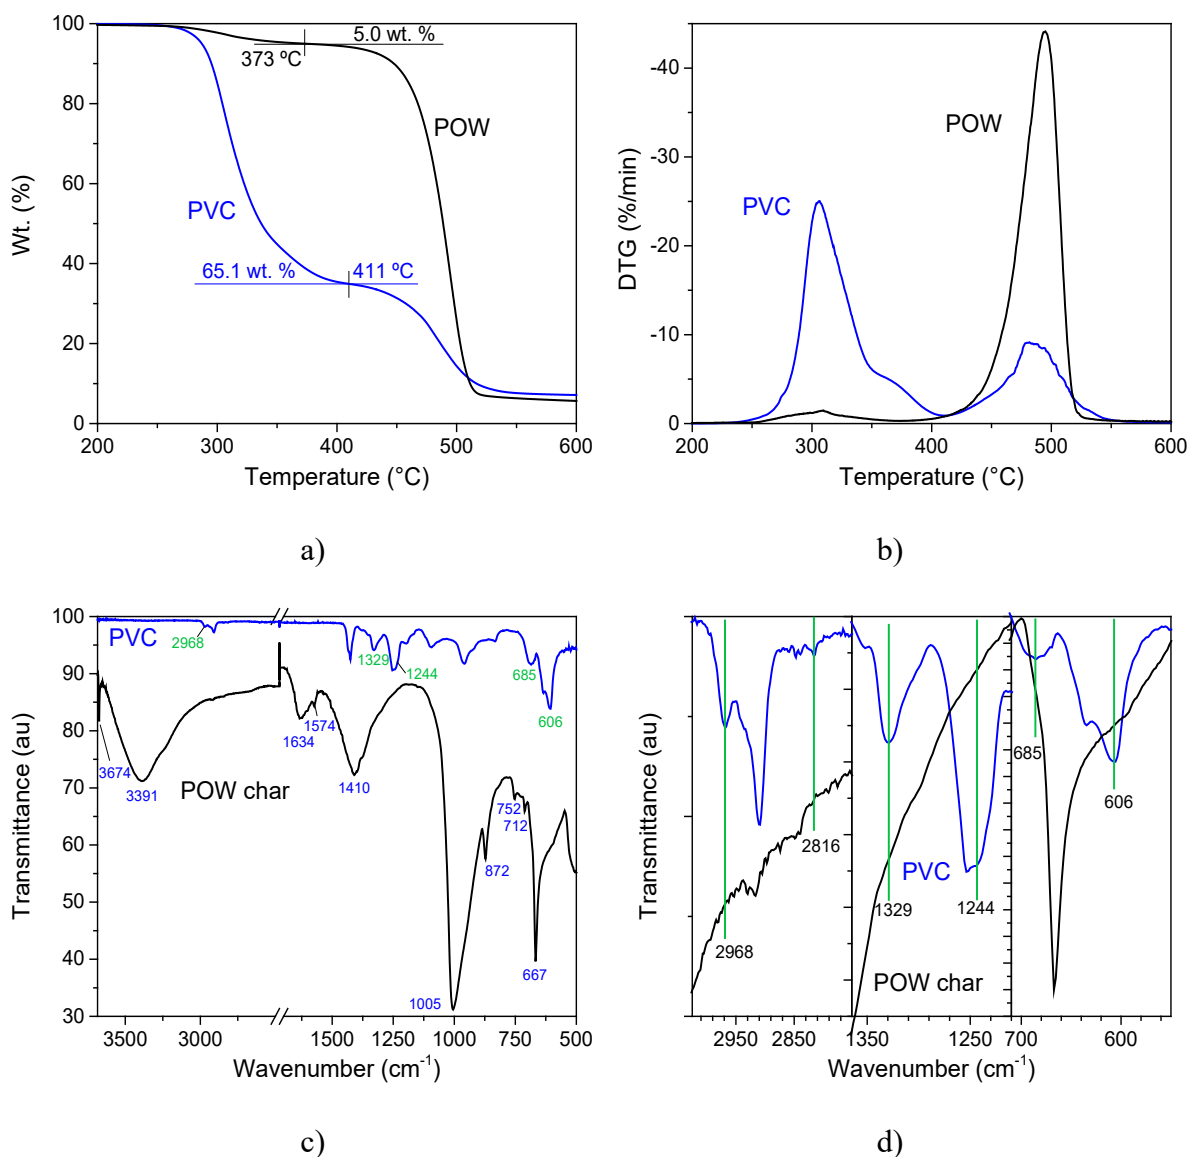 100
80
60
40
20
0
Wt. (%)
5.0 wt. %
373 ºC
POW
PVC
65.1 wt. %
411 ºC
200 300 400 500 600
Temperature (°C)
a)
-40
-30
-20
-10
0
DTG (%/min)
POW
PVC
200 300 400 500 600
Temperature (°C)
b)
100
90
80
70
60
50
40
30
Transmittance (au)
PVC
2968
1329
1244
685
606
3674
3391
POW char
1634
1574
1410
1005
872
752
712
667
3500 3000 1500 1250 1000 750 500
Wavenumber (cm-1)
c)
Transmittance (au)
2968
2816
1329
1244
685
606
PVC
POW char
2950 2850 1350 1250 700 600
Wavenumber (cm-1)
d)